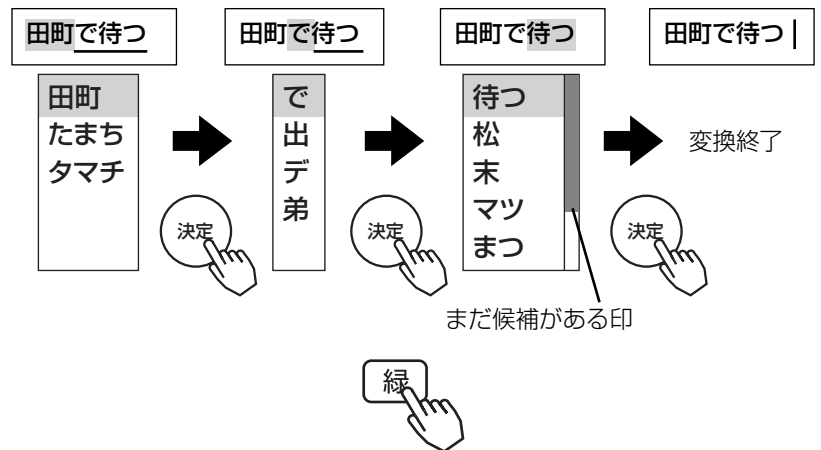 田町で待つ
田町で待つ
田町で待つ
田町で待つ
田町
たまち
タマチ
決定
で
出
デ
弟
決定
待つ
松
末
マツ
まつ
決定
変換終了
まだ候補がある印
緑